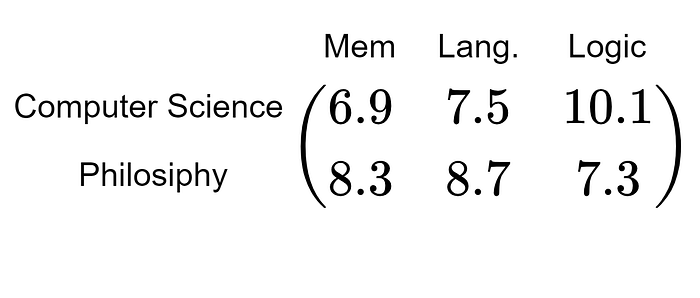 Mem Lang. Logic
Computer Science 6.9 7.5 10.1
Philosiphy 8.3 8.7 7.3